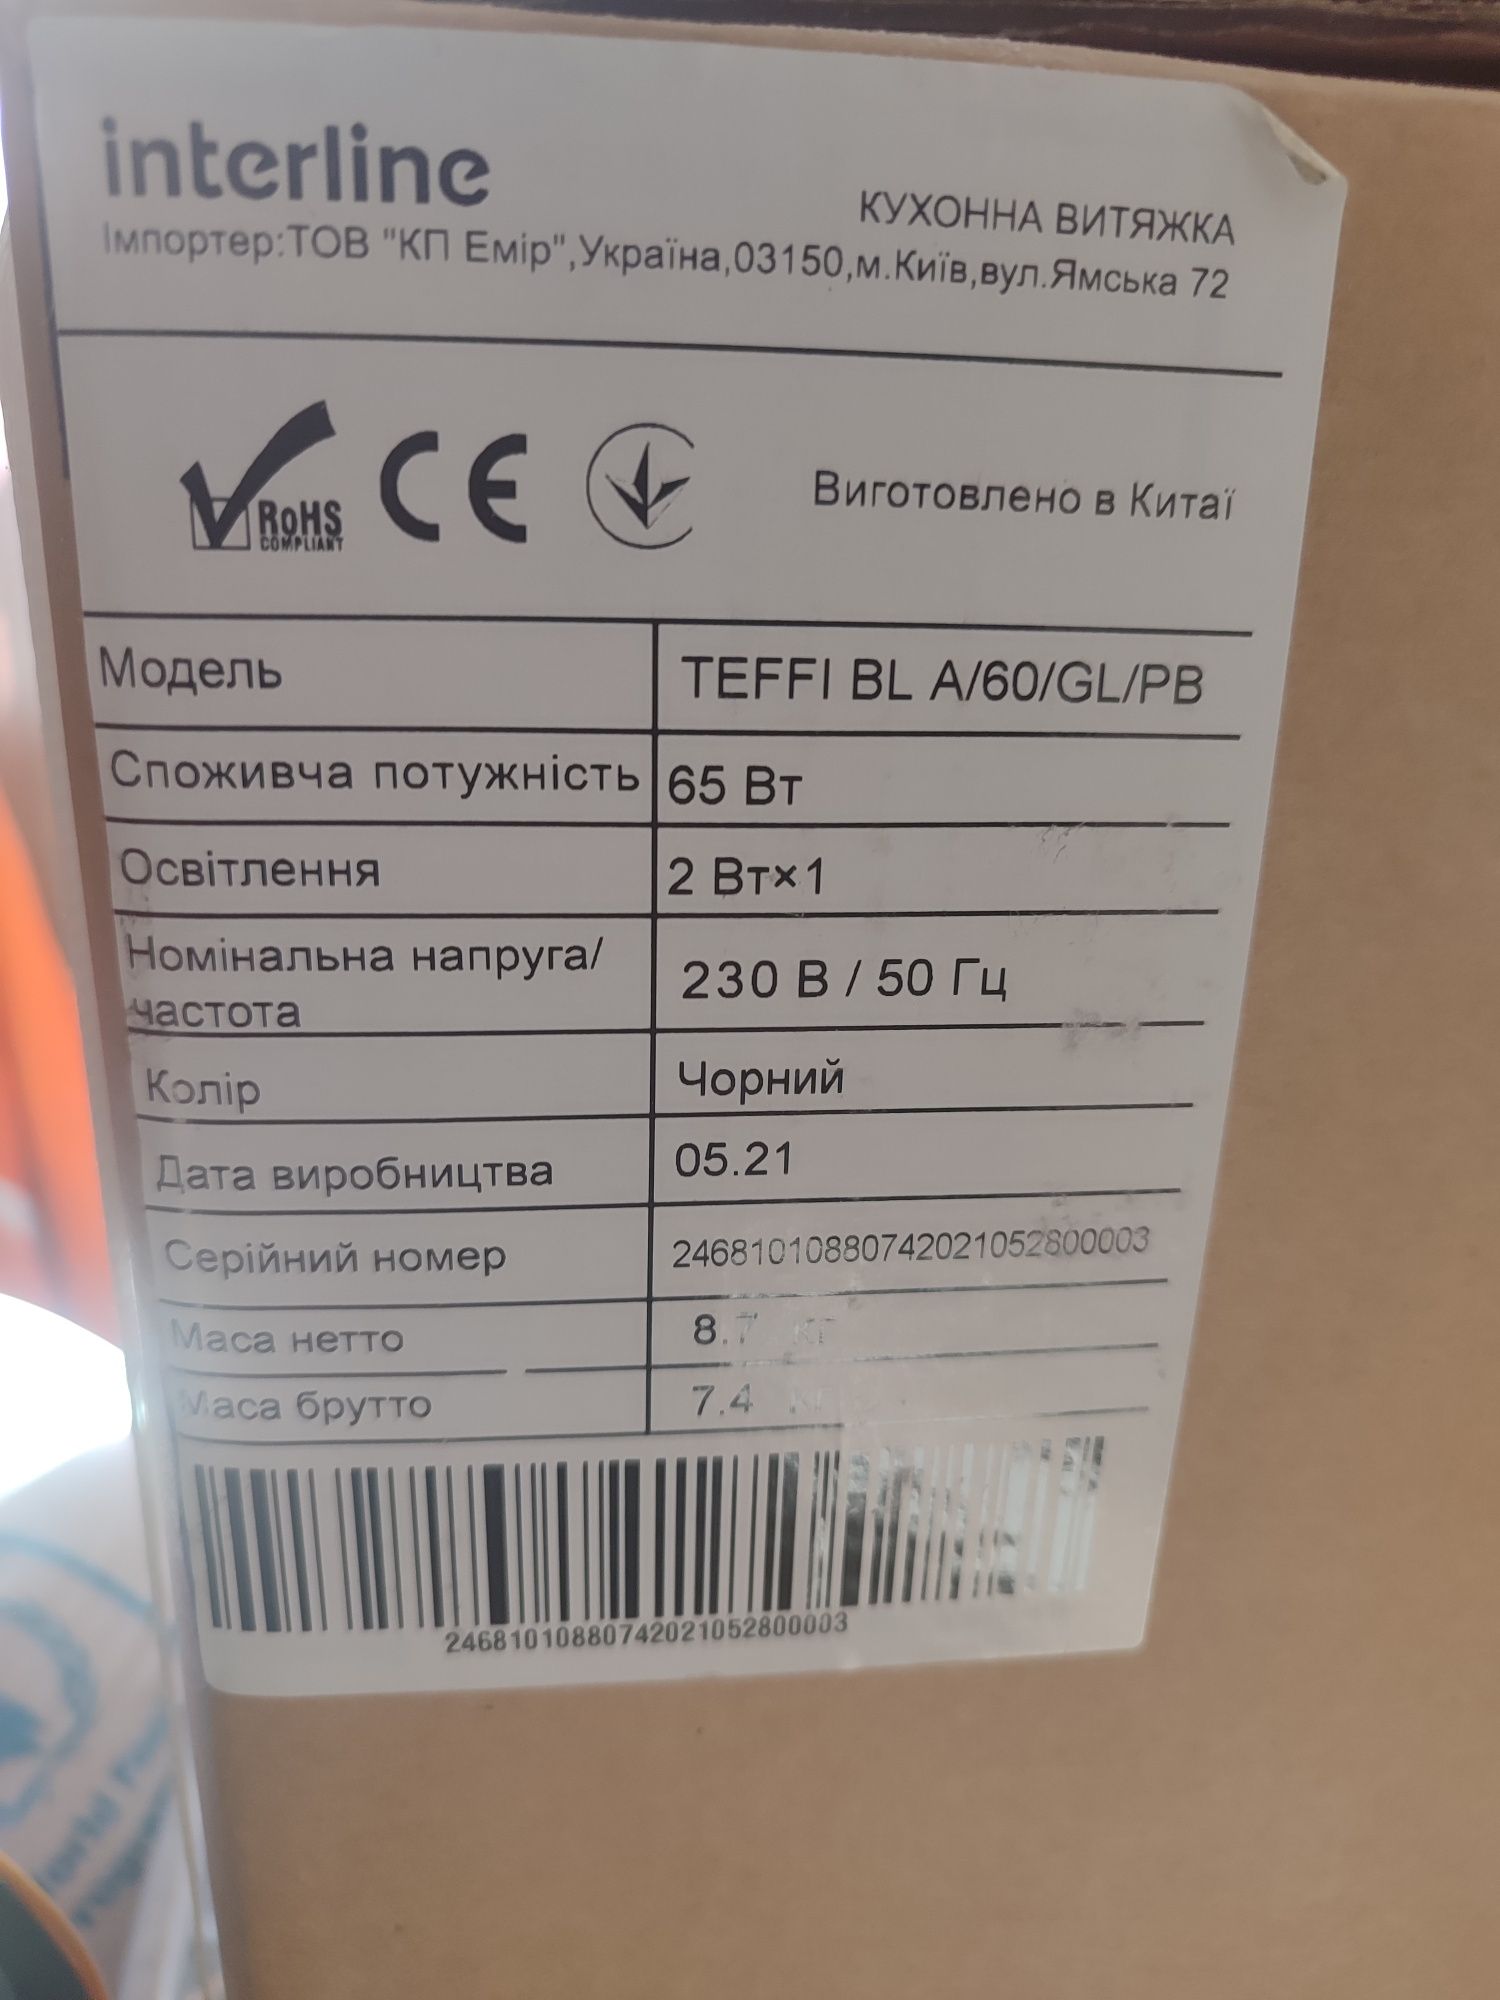 interline
КУХОННА ВИТЯЖКА
Імпортер:ТОВ "КП Емір",Україна,03150,м.Київ,вул.Ямська 72
RoHS
COMPLIANT
CE
Виготовлено в Китаї
Модель TEFFI BL A/60/GL/PB
Споживча потужність 65 Вт
Освітлення 2 Вт×1
Номінальна напруга/
частота 230 В / 50 Гц
Колір Чорний
Дата виробництва 05.21
Серійний номер 24681010880742021052800003
Маса нетто 8.7 кг
Маса брутто 7.4 кг
24681010880742021052800003